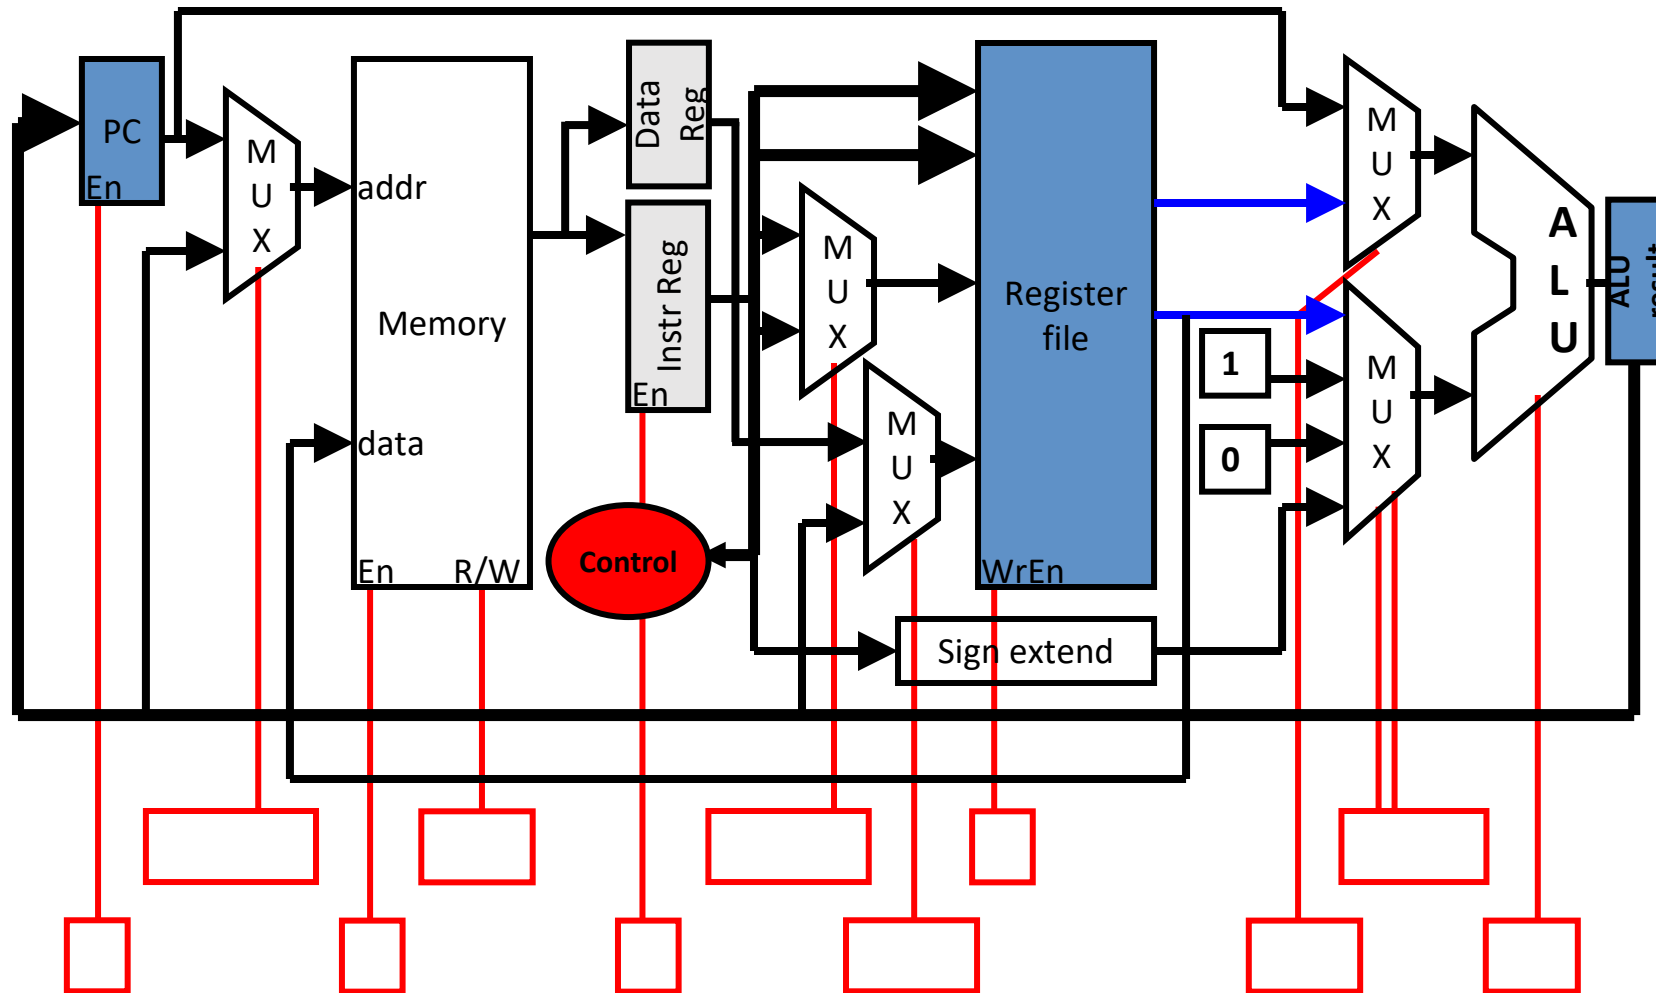 PC
En
M
U
X
addr
Memory
data
En
R/W
Data
Reg
Instr Reg
En
Control
M
U
X
M
U
X
Register
file
WrEn
Sign extend
M
U
X
1
0
M
U
X
A
L
U
ALU
result